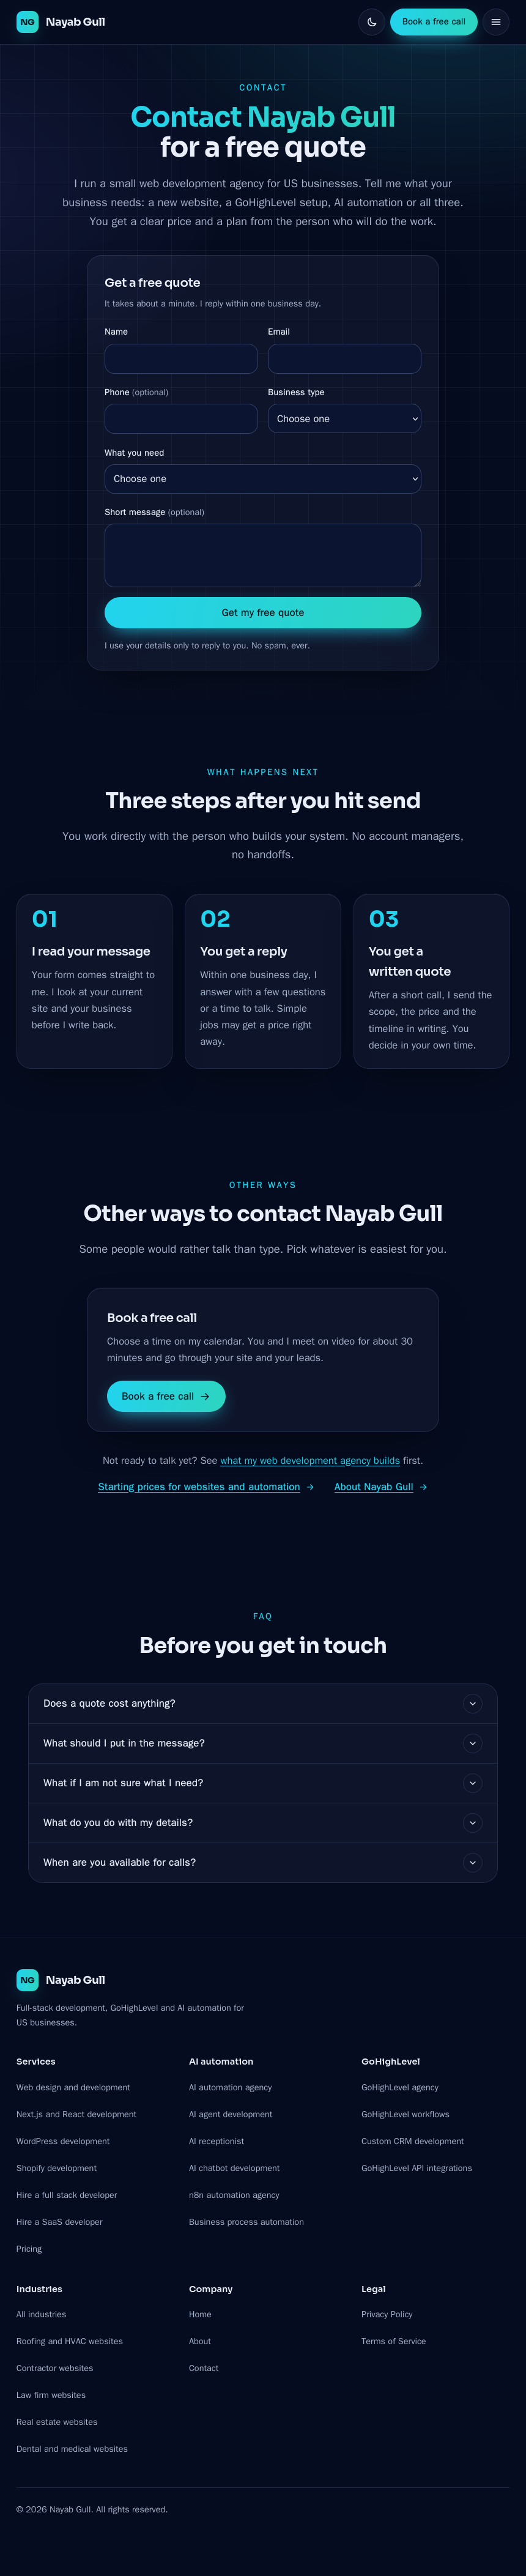 NG Nayab Gull
Book a free call
CONTACT
Contact Nayab Gull
for a free quote
I run a small web development agency for US businesses. Tell me what your
business needs: a new website, a GoHighLevel setup, AI automation or all three.
You get a clear price and a plan from the person who will do the work.
Get a free quote
It takes about a minute. I reply within one business day.
Name
Email
Phone (optional)
Business type
Choose one
What you need
Choose one
Short message (optional)
Get my free quote
I use your details only to reply to you. No spam, ever.
WHAT HAPPENS NEXT
Three steps after you hit send
You work directly with the person who builds your system. No account managers,
no handoffs.
01
I read your message
Your form comes straight to
me. I look at your current
site and your business
before I write back.
02
You get a reply
Within one business day, I
answer with a few questions
or a time to talk. Simple
jobs may get a price right
away.
03
You get a
written quote
After a short call, I send the
scope, the price and the
timeline in writing. You
decide in your own time.
OTHER WAYS
Other ways to contact Nayab Gull
Some people would rather talk than type. Pick whatever is easiest for you.
Book a free call
Choose a time on my calendar. You and I meet on video for about 30
minutes and go through your site and your leads.
Book a free call →
Not ready to talk yet? See what my web development agency builds first.
Starting prices for websites and automation → About Nayab Gull →
FAQ
Before you get in touch
Does a quote cost anything?
What should I put in the message?
What if I am not sure what I need?
What do you do with my details?
When are you available for calls?
NG Nayab Gull
Full-stack development, GoHighLevel and AI automation for
US businesses.
Services
Web design and development
Next.js and React development
WordPress development
Shopify development
Hire a full stack developer
Hire a SaaS developer
Pricing
AI automation
AI automation agency
AI agent development
AI receptionist
AI chatbot development
n8n automation agency
Business process automation
GoHighLevel
GoHighLevel agency
GoHighLevel workflows
Custom CRM development
GoHighLevel API integrations
Industries
All industries
Roofing and HVAC websites
Contractor websites
Law firm websites
Real estate websites
Dental and medical websites
Company
Home
About
Contact
Legal
Privacy Policy
Terms of Service
© 2026 Nayab Gull. All rights reserved.